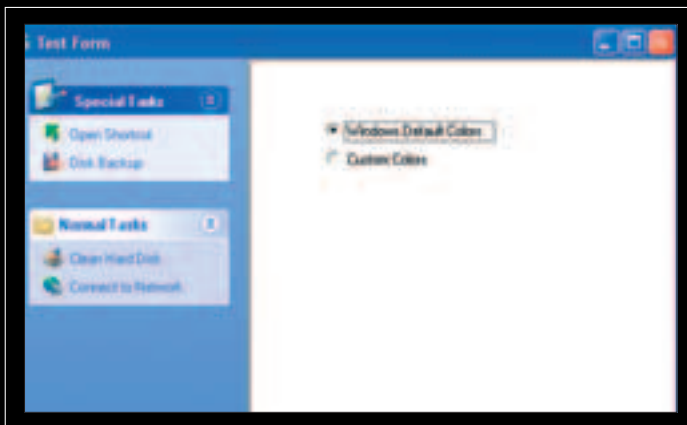 Test Form
Special Tasks
Open Shortcut
Disk Backup
Normal Tasks
Clean Hard Disk
Connect to Network
Windows Default Colors
Custom Colors